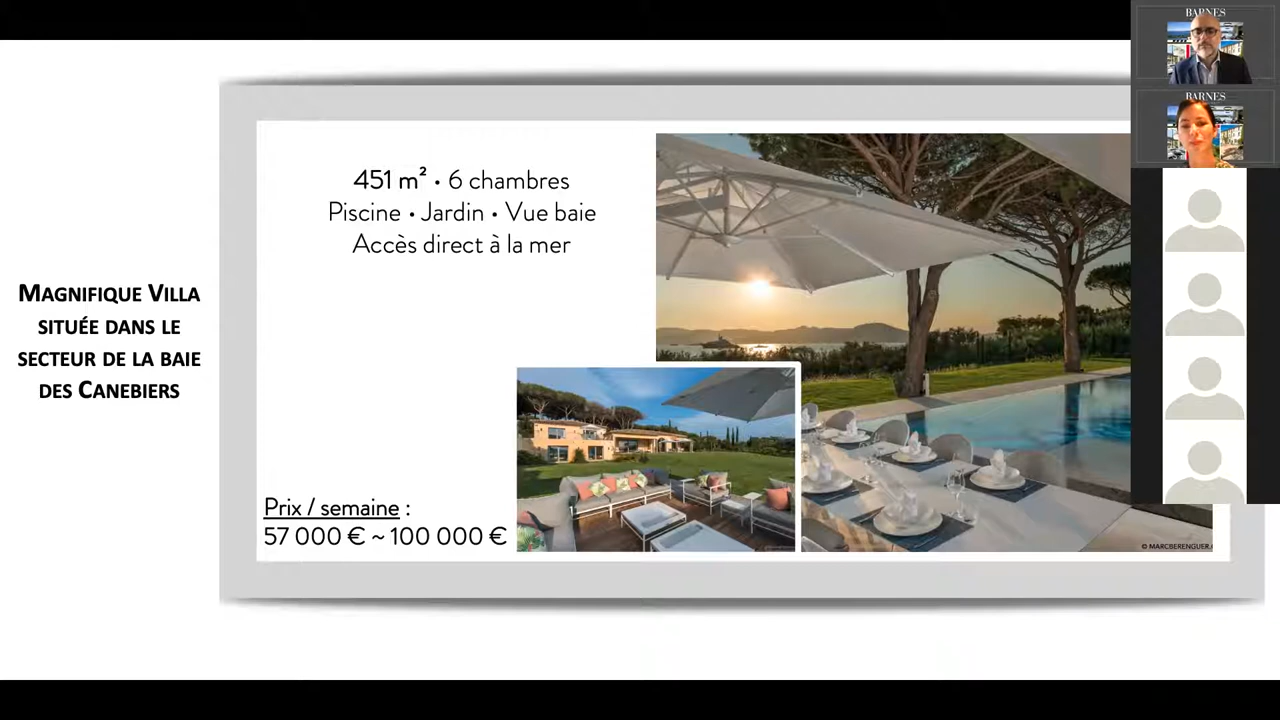 BARNES
BARNES
MAGNIFIQUE VILLA
SITUÉE DANS LE
SECTEUR DE LA BAIE
DES CANEBIERS
451 m² • 6 chambres
Piscine • Jardin • Vue baie
Accès direct à la mer
Prix / semaine :
57 000 € ~ 100 000 €
© MARCBERENGUER.